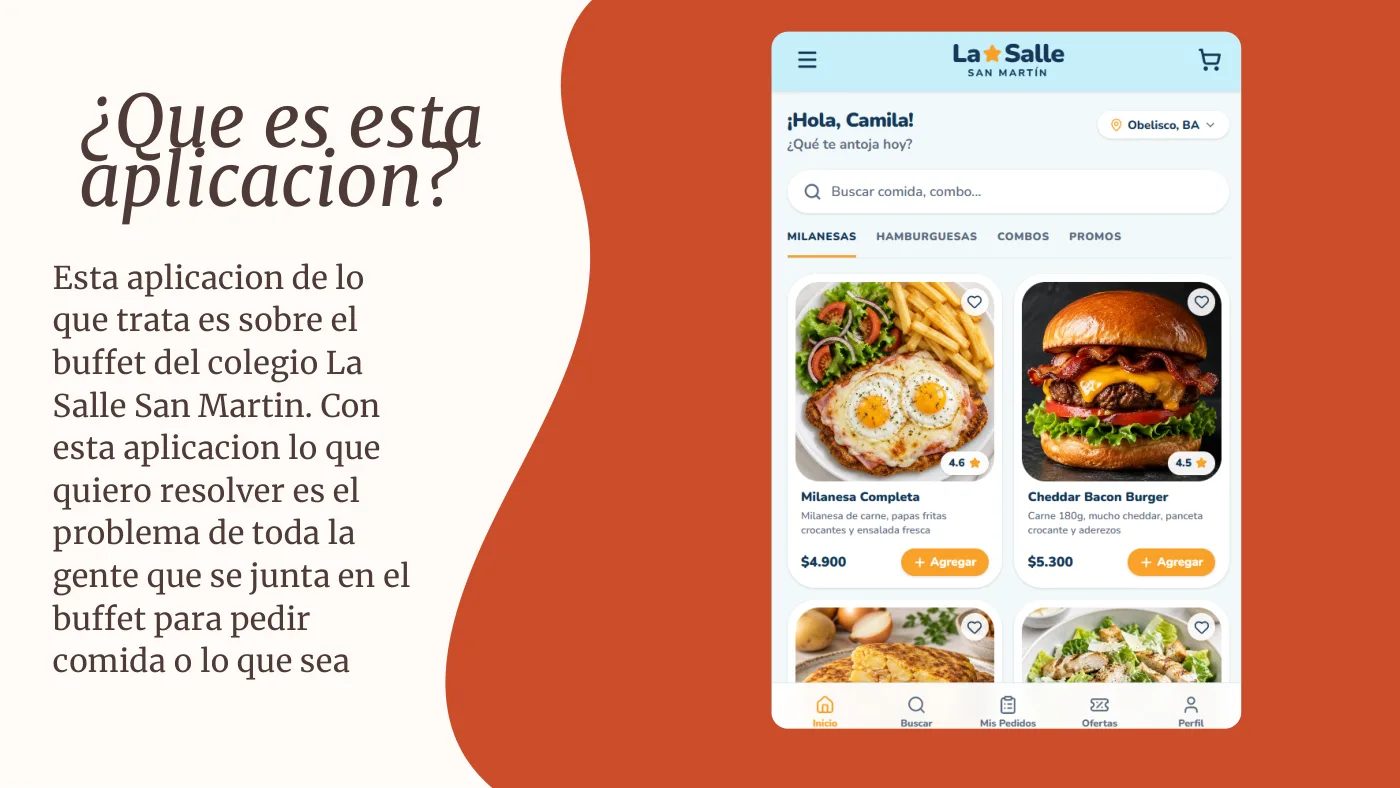 ¿Que es esta
aplicacion?
Esta aplicacion de lo
que trata es sobre el
buffet del colegio La
Salle San Martin. Con
esta aplicacion lo que
quiero resolver es el
problema de toda la
gente que se junta en el
buffet para pedir
comida o lo que sea
La Salle
SAN MARTÍN
¡Hola, Camila!
¿Qué te antoja hoy?
Obelisco, BA
Buscar comida, combo...
MILANESAS HAMBURGUESAS COMBOS PROMOS
4.6
Milanesa Completa
Milanesa de carne, papas fritas
crocantes y ensalada fresca
$4.900
+ Agregar
4.5
Cheddar Bacon Burger
Carne 180g, mucho cheddar, panceta
crocante y aderezos
$5.300
+ Agregar
Inicio Buscar Mis Pedidos Ofertas Perfil